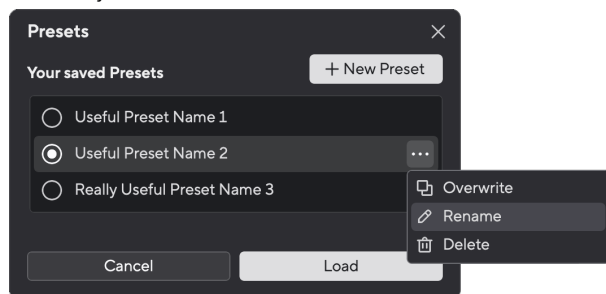 Presets
Your saved Presets
+ New Preset
Useful Preset Name 1
Useful Preset Name 2
Really Useful Preset Name 3
Overwrite
Rename
Delete
Cancel
Load